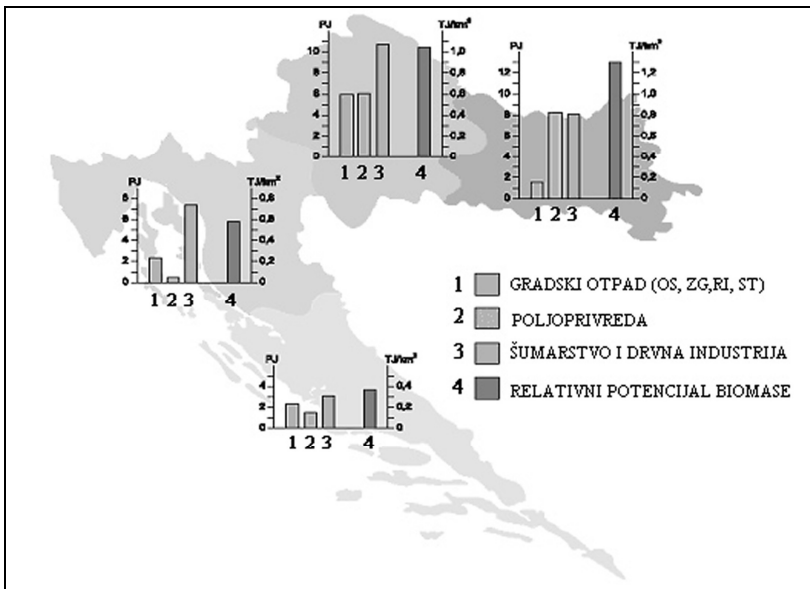 PJ TJ/km²
10 1,0
8 0,8
6 0,6
4 0,4
2 0,2
0 0
1 2 3 4
PJ TJ/km²
12 1,2
10 1,0
8 0,8
6 0,6
4 0,4
2 0,2
0 0
1 2 3 4
PJ TJ/km²
8 0,8
6 0,6
4 0,4
2 0,2
0 0
1 2 3 4
1 GRADSKI OTPAD (OS, ZG,RI, ST)
2 POLJOPRIVREDA
3 ŠUMARSTVO I DRVNA INDUSTRIJA
4 RELATIVNI POTENCIJAL BIOMASE
PJ TJ/km²
4 0,4
2 0,2
0 0
1 2 3 4